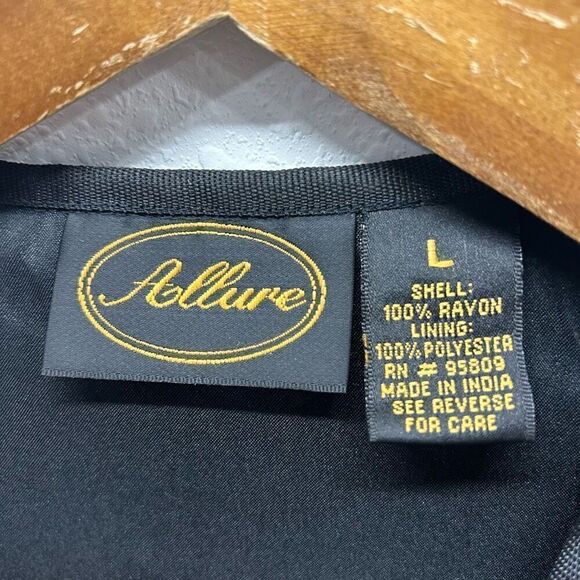 Allure
L
SHELL:
100% RAYON
LINING:
100% POLYESTER
RN # 95809
MADE IN INDIA
SEE REVERSE
FOR CARE